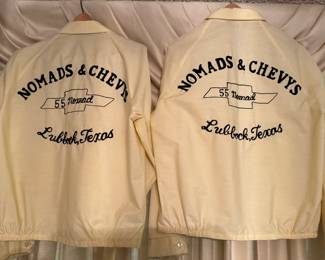 NOMADS & CHEVYS
55 Nomad
Lubbock, Texas
NOMADS & CHEVYS
55 Nomad
Lubbock, Texas